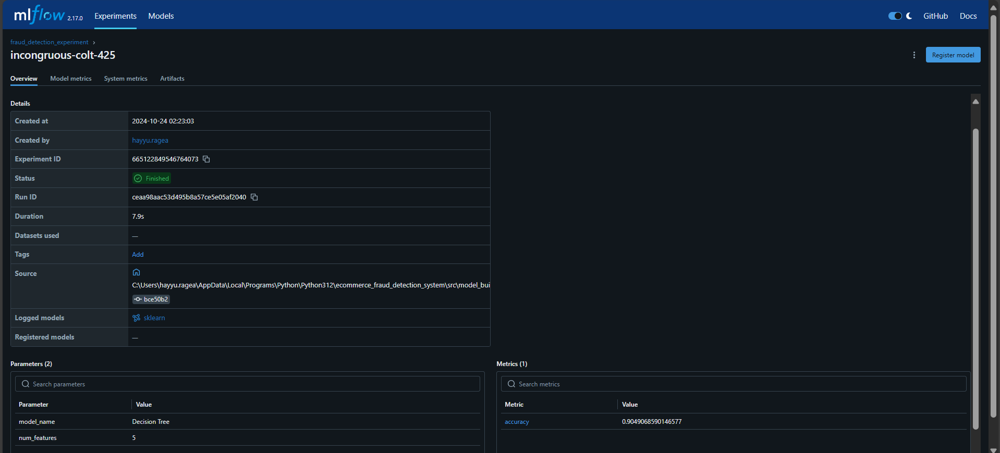 mlflow 2.17.0 Experiments Models GitHub Docs
fraud_detection_experiment ›
incongruous-colt-425
Register model
Overview Model metrics System metrics Artifacts
Details
Created at 2024-10-24 02:23:03
Created by hayyu.ragea
Experiment ID 665122849546764073
Status Finished
Run ID ceaa98aac53d495b8a57ce5e05af2040
Duration 7.9s
Datasets used —
Tags Add
Source
C:\Users\hayyu.ragea\AppData\Local\Programs\Python\Python312\ecommerce_fraud_detection_system\src\model_bui
bce50b2
Logged models sklearn
Registered models —
Parameters (2)
Search parameters
Parameter Value
model_name Decision Tree
num_features 5
Metrics (1)
Search metrics
Metric Value
accuracy 0.9049068590146577